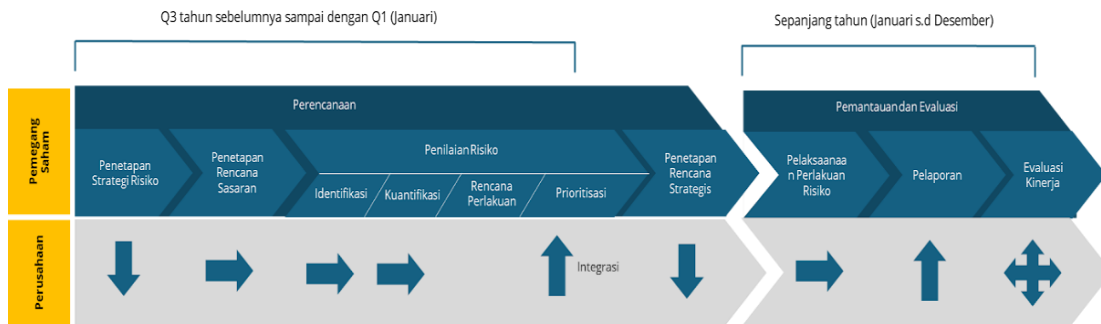 Q3 tahun sebelumnya sampai dengan Q1 (Januari)
Sepanjang tahun (Januari s.d Desember)
Pemegang
Saham
Perencanaan
Penetapan
Strategi Risiko
Penetapan
Rencana
Sasaran
Penilaian Risiko
Identifikasi
Kuantifikasi
Rencana
Perlakuan
Prioritisasi
Penetapan
Rencana
Strategis
Pemantauan dan Evaluasi
Pelaksanaa
n Perlakuan
Risiko
Pelaporan
Evaluasi
Kinerja
Perusahaan
Integrasi